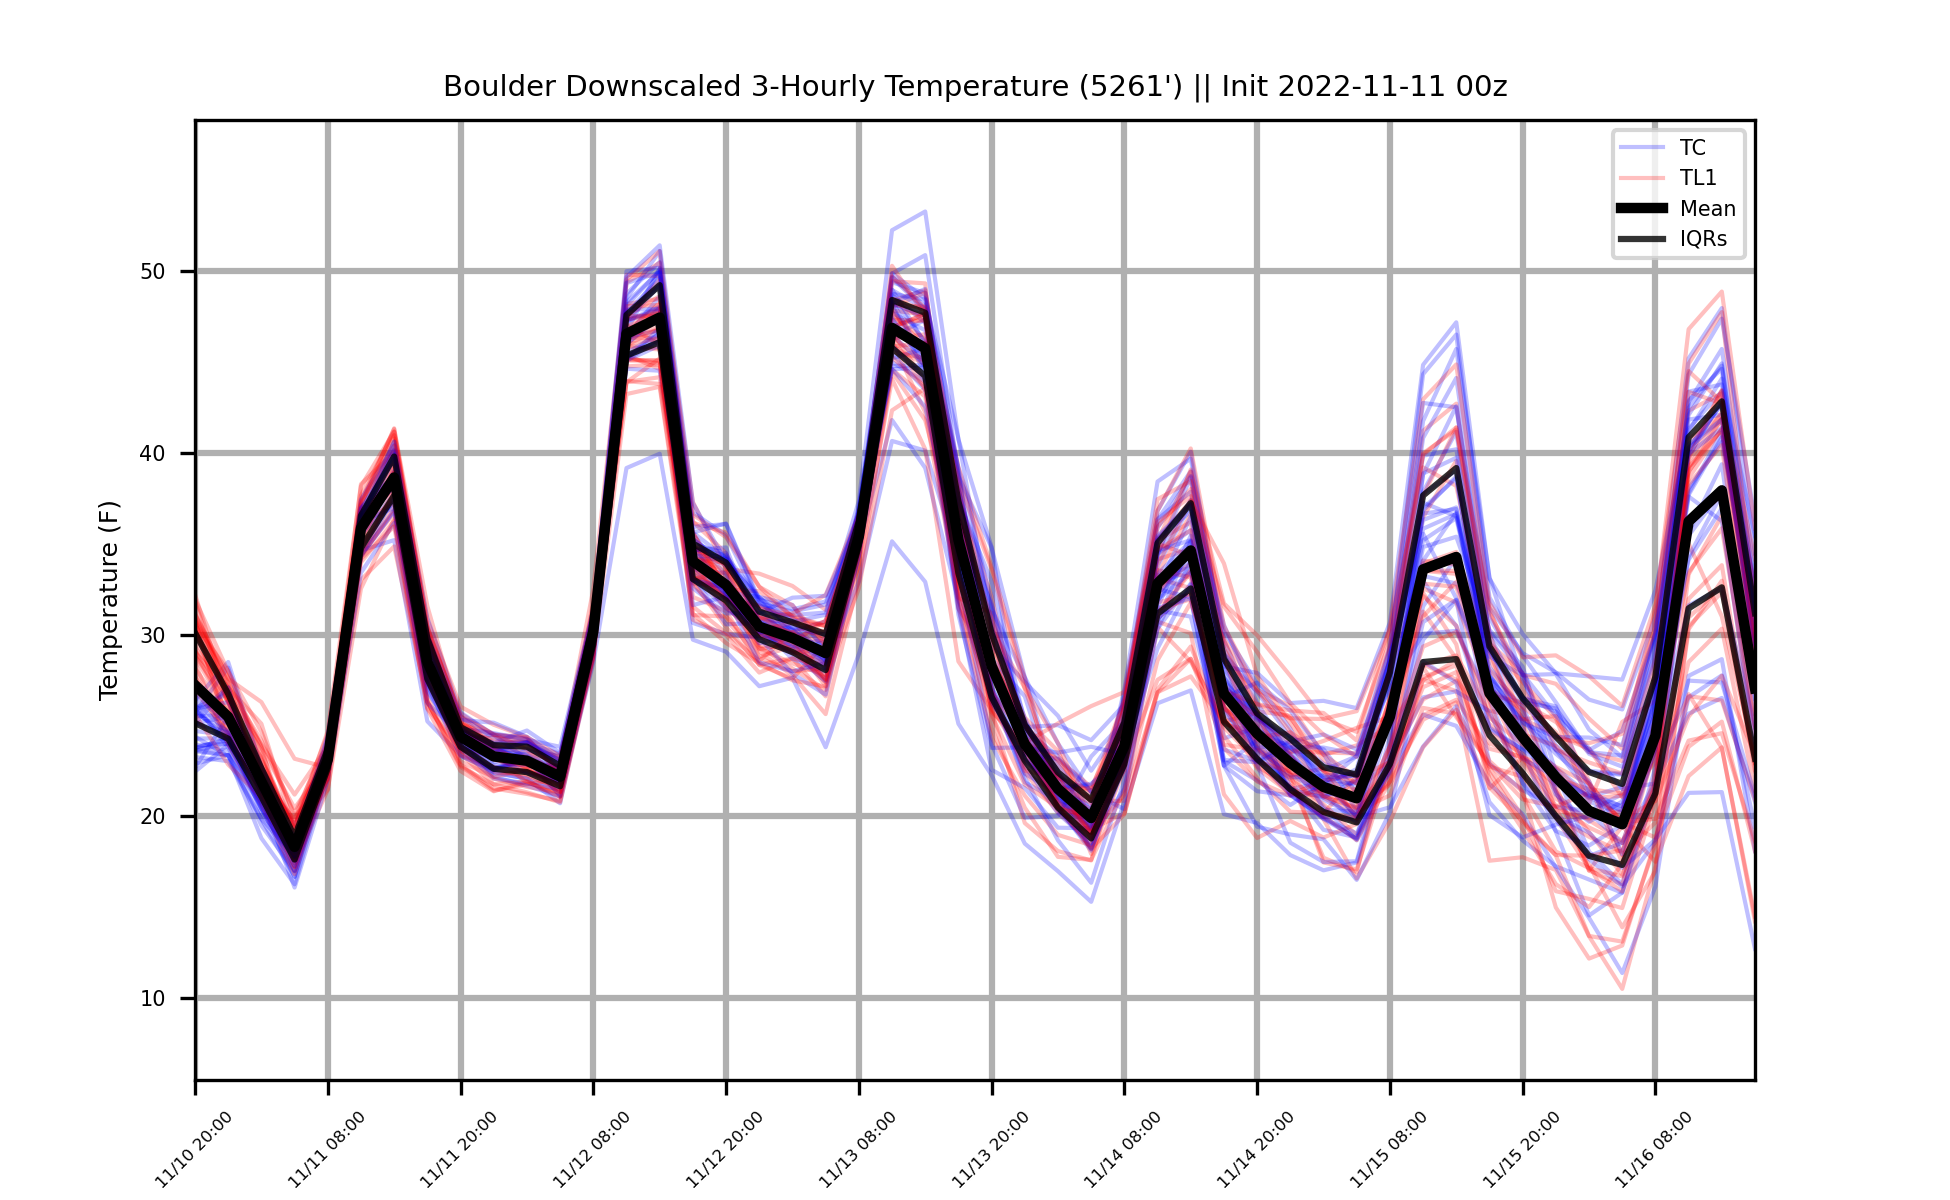 Boulder Downscaled 3-Hourly Temperature (5261') || Init 2022-11-11 00z
TC
TL1
Mean
IQRs
Temperature (F)
50
40
30
20
10
11/10 20:00
11/11 08:00
11/11 20:00
11/12 08:00
11/12 20:00
11/13 08:00
11/13 20:00
11/14 08:00
11/14 20:00
11/15 08:00
11/15 20:00
11/16 08:00